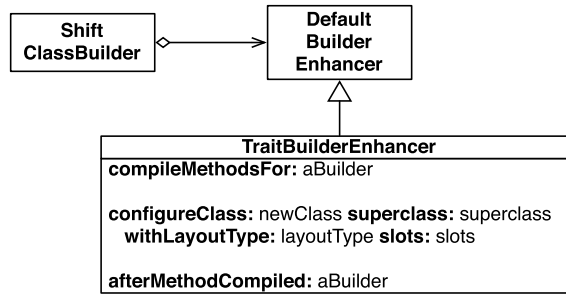 Shift
ClassBuilder
Default
Builder
Enhancer
TraitBuilderEnhancer
compileMethodsFor: aBuilder
configureClass: newClass superclass: superclass
withLayoutType: layoutType slots: slots
afterMethodCompiled: aBuilder